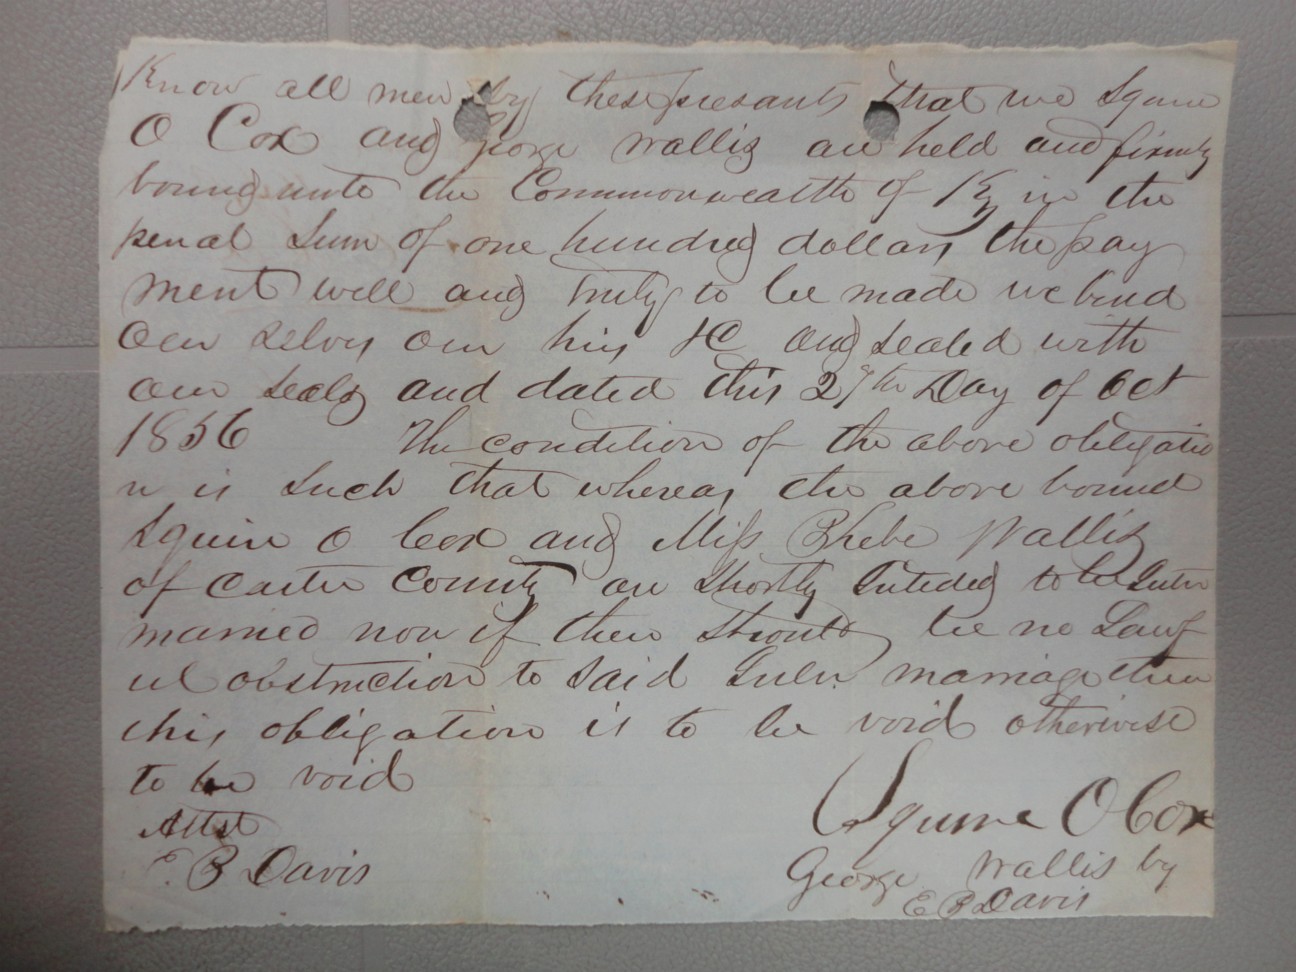 Know all men by these presants that we Squire
O Cox and George Wallis are held and firmly
bound unto the Commonwealth of Ky in the
penal Sum of one hundred dollars the pay
ment well and truly to be made we bind
our selves our hirs &C and sealed with
our seals and dated this 27th Day of Oct
1856 The condition of the above obligatio
n is such that whereas the above bound
Squire O Cox and Miss Phebe Wallis
of Carter County are Shortly Inteded to be Inter
married now if there should be no Lawf
ul obstruction to said Inter marriage then
this obligation is to be void otherwise
to be void
Attst
Squire O Cox
E. B Davis
George Wallis by
E B Davis